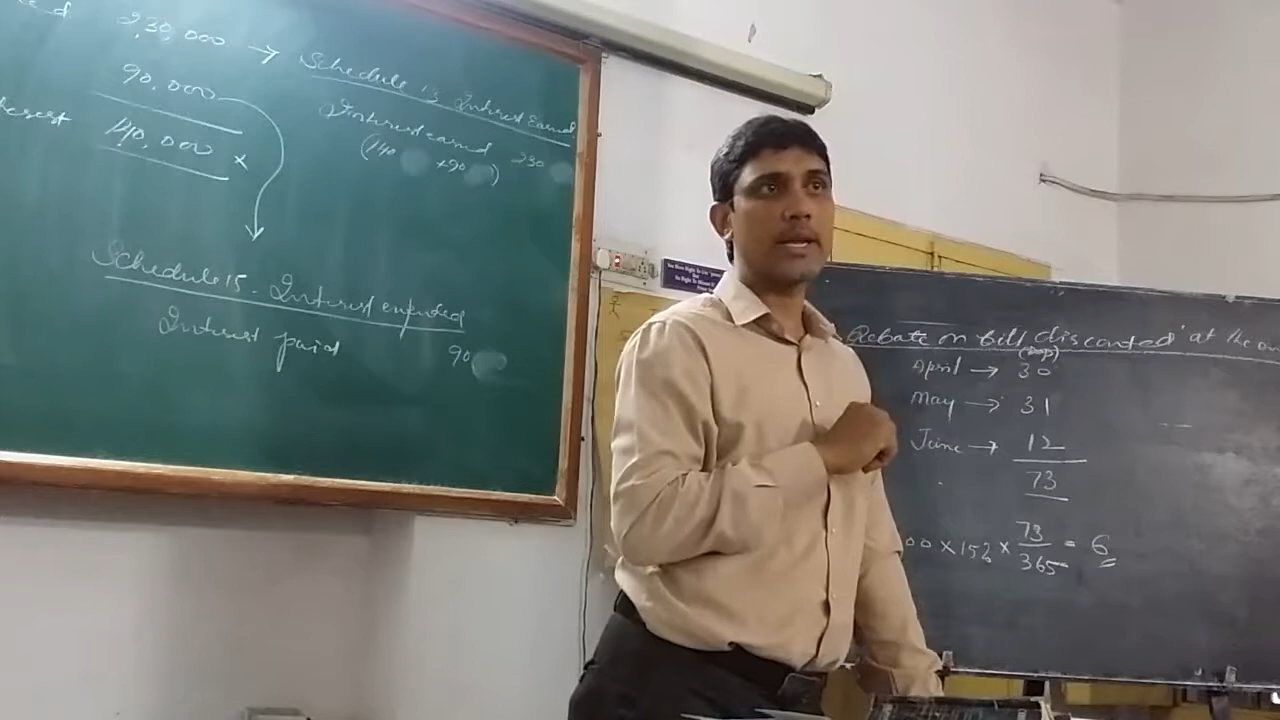 2,30,000 → Schedule 13 Interest Earned
90,000
140,000 ×
Interest earned 230
(140 +90 )
Schedule 15 - Interest expended
Interest paid 90
Rebate on bill discounted' at the
(Days)
April → 30
May → 31
June → 12
73
00 × 15% × 73/365 = 6